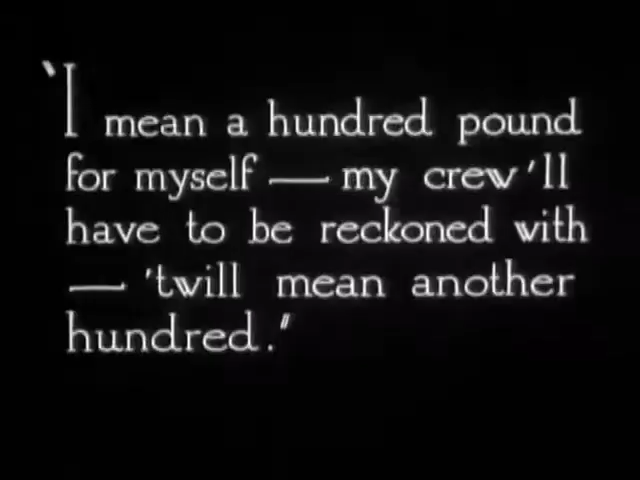 "I mean a hundred pound
for myself — my crew'll
have to be reckoned with
— 'twill mean another
hundred."